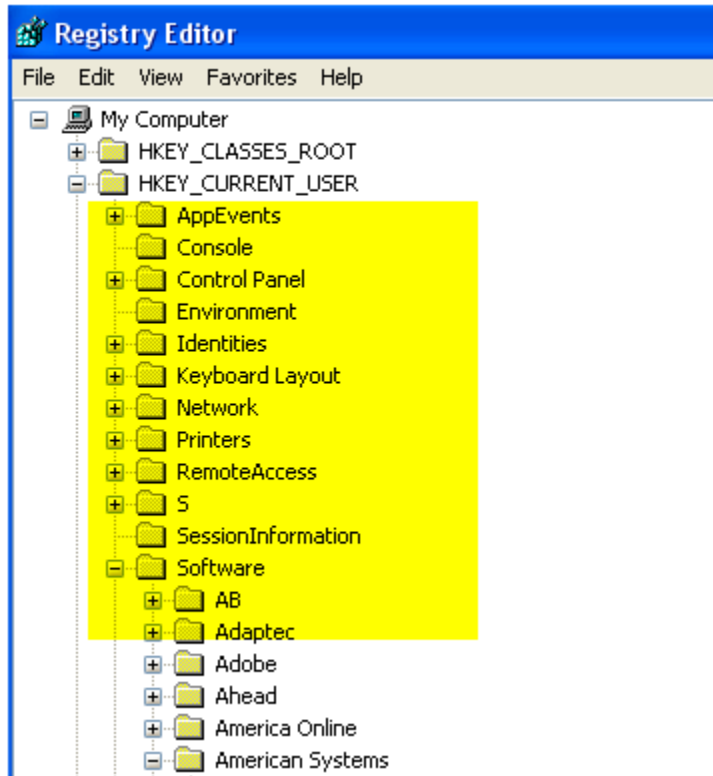 Registry Editor
File Edit View Favorites Help
My Computer
HKEY_CLASSES_ROOT
HKEY_CURRENT_USER
AppEvents
Console
Control Panel
Environment
Identities
Keyboard Layout
Network
Printers
RemoteAccess
S
SessionInformation
Software
AB
Adaptec
Adobe
Ahead
America Online
American Systems